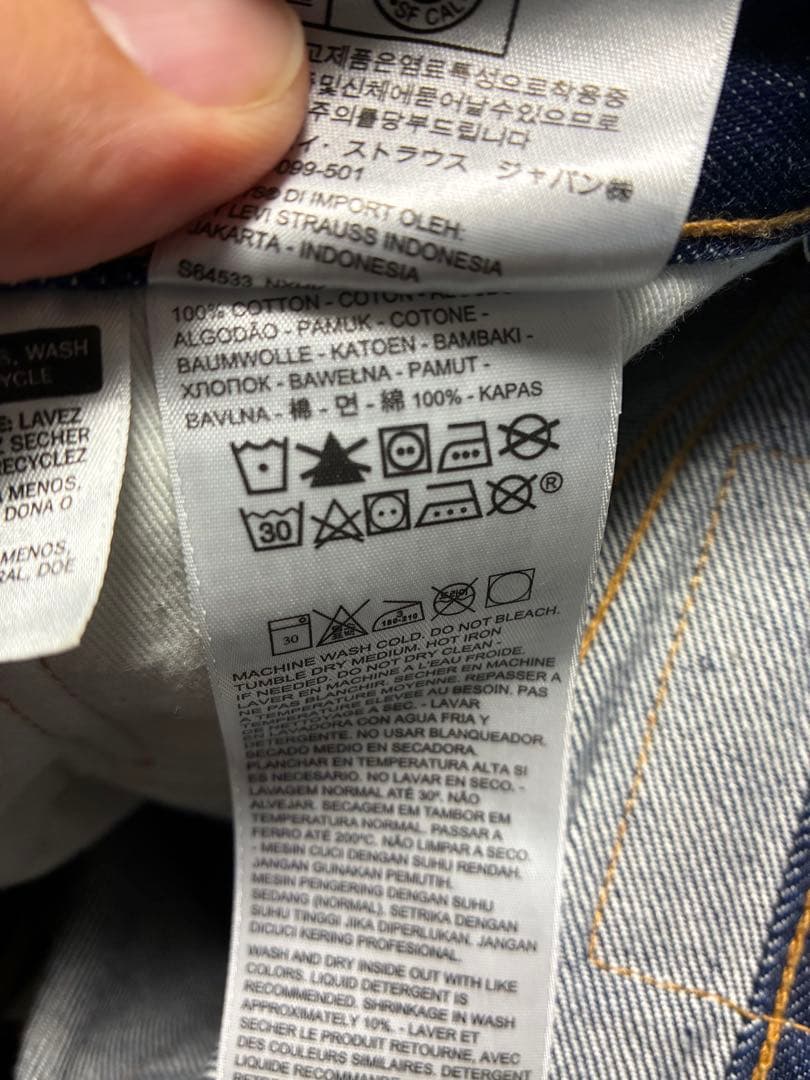 SF CAL
고제품은염료특성으로착용중
및신체에묻어날수있으므로
주의를당부드립니다
イ・ストラウス ジャパン㈱
099-501
DI IMPORT OLEH:
LEVI STRAUSS INDONESIA
JAKARTA - INDONESIA
S64533
100% COTTON - COTON -
ALGODÃO - PAMUK - COTONE -
BAUMWOLLE - KATOEN - BAMBAKI -
ХЛОПОК - BAWEŁNA - PAMUT -
BAVLNA - 棉 - 면 - 綿 100% - KAPAS
30
®
30
3
180-210
드라이
MACHINE WASH COLD. DO NOT BLEACH.
TUMBLE DRY MEDIUM. HOT IRON
IF NEEDED. DO NOT DRY CLEAN -
LAVER EN MACHINE A L'EAU FROIDE.
NE PAS BLANCHIR. SECHER EN MACHINE
A TEMPERATURE MOYENNE. REPASSER A
TEMPERATURE ELEVEE AU BESOIN. PAS
DE NETTOYAGE A SEC. - LAVAR
EN LAVADORA CON AGUA FRIA Y
DETERGENTE. NO USAR BLANQUEADOR.
SECADO MEDIO EN SECADORA.
PLANCHAR EN TEMPERATURA ALTA SI
ES NECESARIO. NO LAVAR EN SECO. -
LAVAGEM NORMAL ATÉ 30º. NÃO
ALVEJAR. SECAGEM EM TAMBOR EM
TEMPERATURA NORMAL. PASSAR A
FERRO ATÉ 200ºC. NÃO LIMPAR A SECO.
- MESIN CUCI DENGAN SUHU RENDAH.
JANGAN GUNAKAN PEMUTIH.
MESIN PENGERING DENGAN SUHU
SEDANG (NORMAL). SETRIKA DENGAN
SUHU TINGGI JIKA DIPERLUKAN. JANGAN
DICUCI KERING PROFESIONAL.
WASH AND DRY INSIDE OUT WITH LIKE
COLORS. LIQUID DETERGENT IS
RECOMMENDED. SHRINKAGE IN WASH
APPROXIMATELY 10%. - LAVER ET
SECHER LE PRODUIT RETOURNE, AVEC
DES COULEURS SIMILAIRES. DETERGENT
LIQUIDE RECOMMANDE.
WASH
YCLE
E: LAVEZ
SECHER
RECYCLEZ
MENOS,
DONA O
MENOS,
RAL, DOE